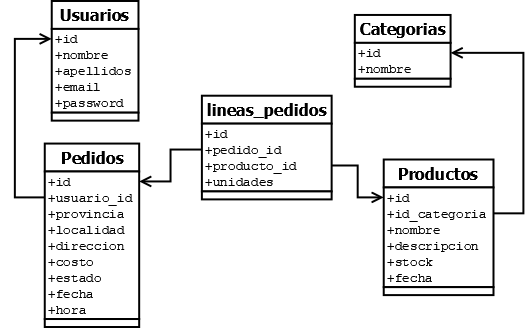 Usuarios
+id
+nombre
+apellidos
+email
+password
Categorias
+id
+nombre
lineas_pedidos
+id
+pedido_id
+producto_id
+unidades
Pedidos
+id
+usuario_id
+provincia
+localidad
+direccion
+costo
+estado
+fecha
+hora
Productos
+id
+id_categoria
+nombre
+descripcion
+stock
+fecha